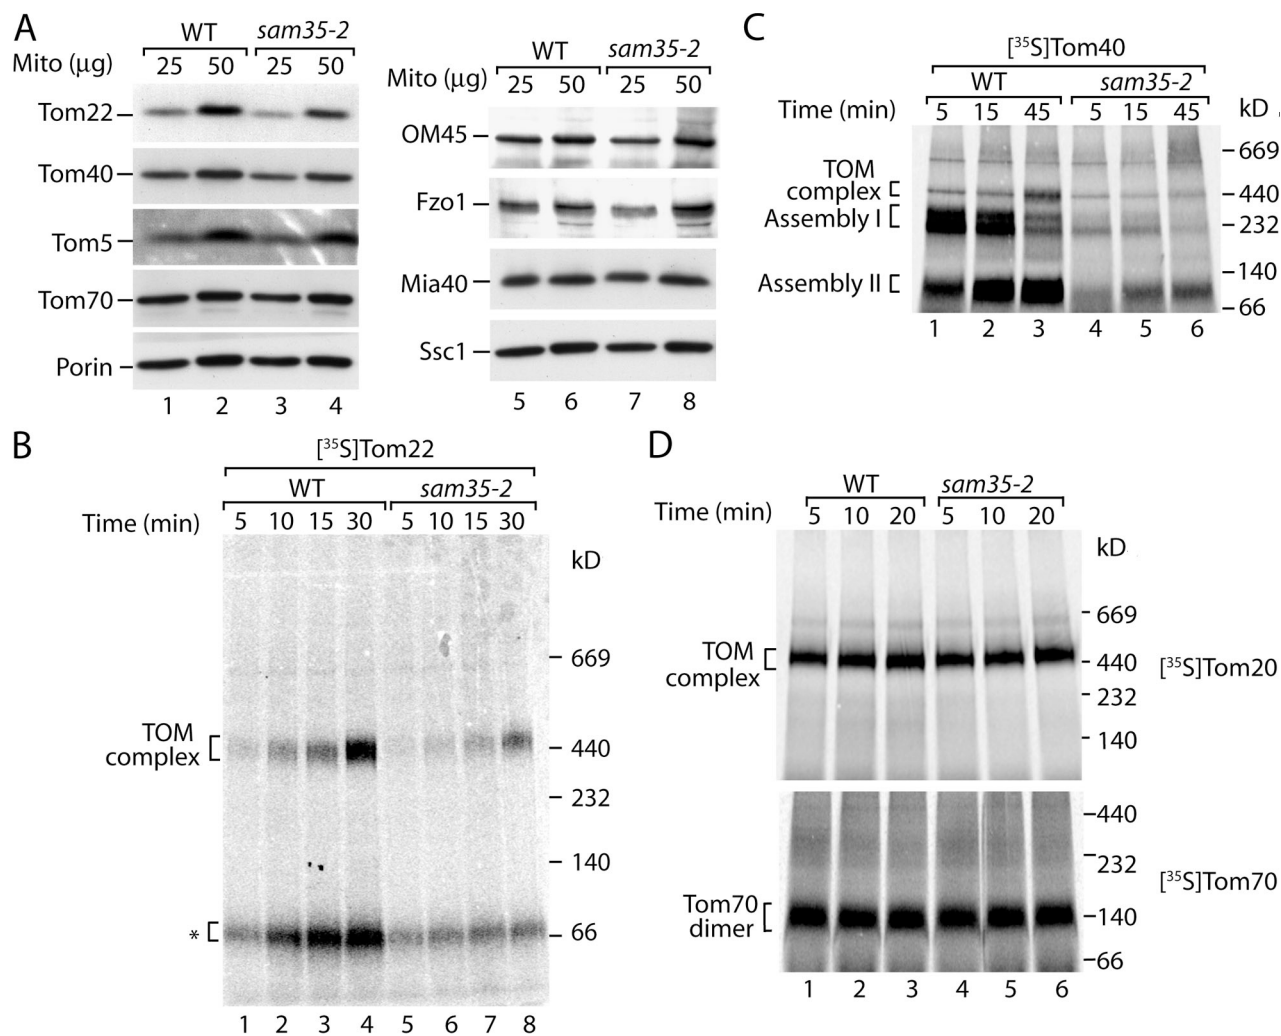 A
WT sam35-2
Mito (μg) 25 50 25 50
Tom22
Tom40
Tom5
Tom70
Porin
1 2 3 4
WT sam35-2
Mito (μg) 25 50 25 50
OM45
Fzo1
Mia40
Ssc1
5 6 7 8
C
[³⁵S]Tom40
WT sam35-2
Time (min) 5 15 45 5 15 45 kD
669
TOM
complex
440
Assembly I
232
140
Assembly II
66
1 2 3 4 5 6
B
[³⁵S]Tom22
WT sam35-2
Time (min) 5 10 15 30 5 10 15 30
kD
669
TOM
complex
440
232
140
* 66
1 2 3 4 5 6 7 8
D
WT sam35-2
Time (min) 5 10 20 5 10 20
kD
669
TOM
complex
440
[³⁵S]Tom20
232
140
440
232
[³⁵S]Tom70
Tom70
dimer
140
66
1 2 3 4 5 6